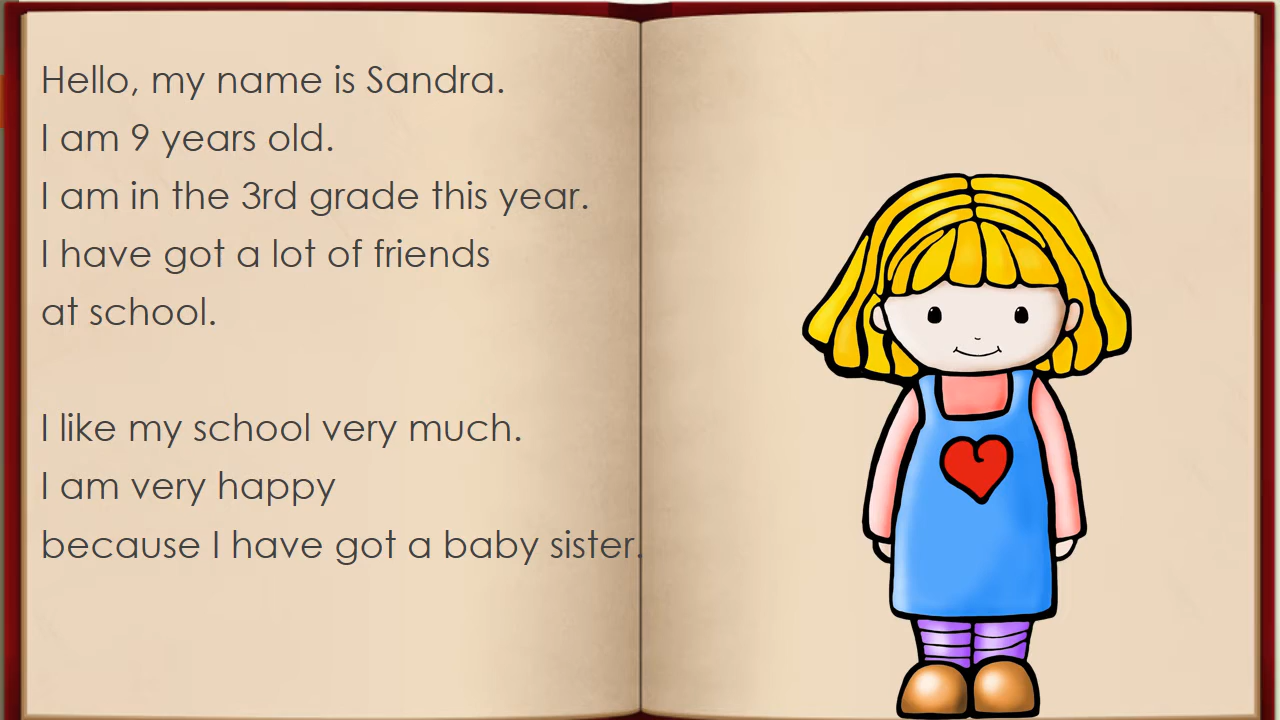 Hello, my name is Sandra.
I am 9 years old.
I am in the 3rd grade this year.
I have got a lot of friends
at school.
I like my school very much.
I am very happy
because I have got a baby sister.